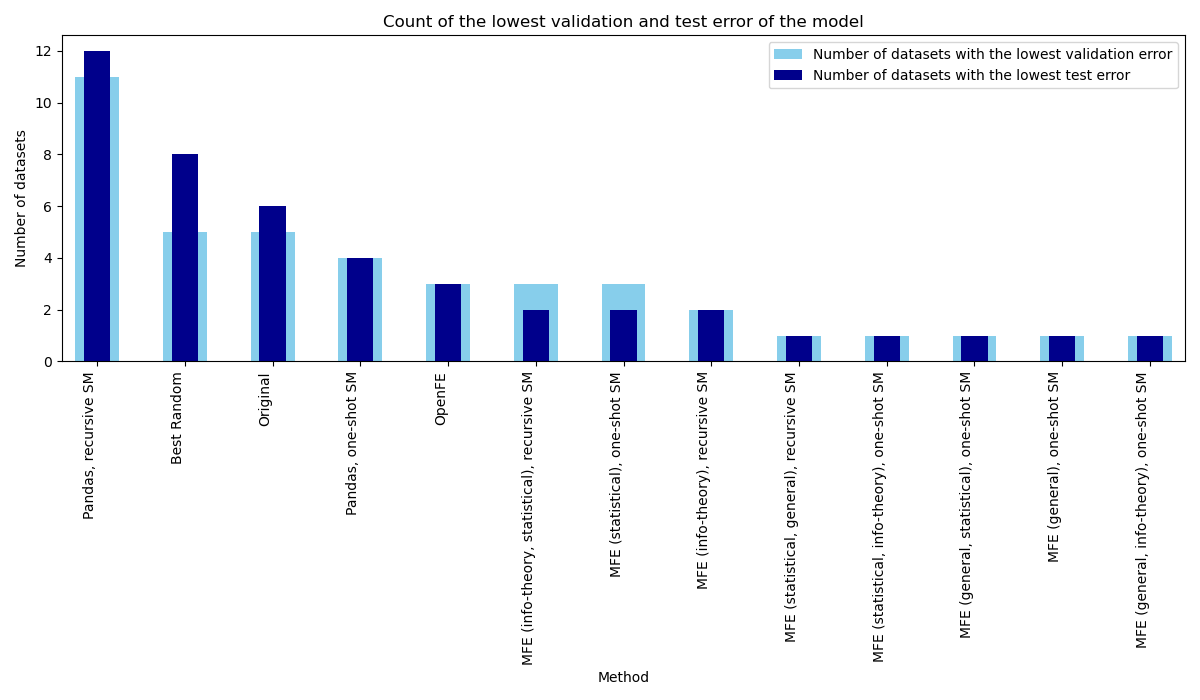 Count of the lowest validation and test error of the model
Number of datasets with the lowest validation error
Number of datasets with the lowest test error
Number of datasets
12
10
8
6
4
2
0
Pandas, recursive SM
Best Random
Original
Pandas, one-shot SM
OpenFE
MFE (info-theory, statistical), recursive SM
MFE (statistical), one-shot SM
MFE (info-theory), recursive SM
MFE (statistical, general), recursive SM
MFE (statistical, info-theory), one-shot SM
MFE (general, statistical), one-shot SM
MFE (general), one-shot SM
MFE (general, info-theory), one-shot SM
Method